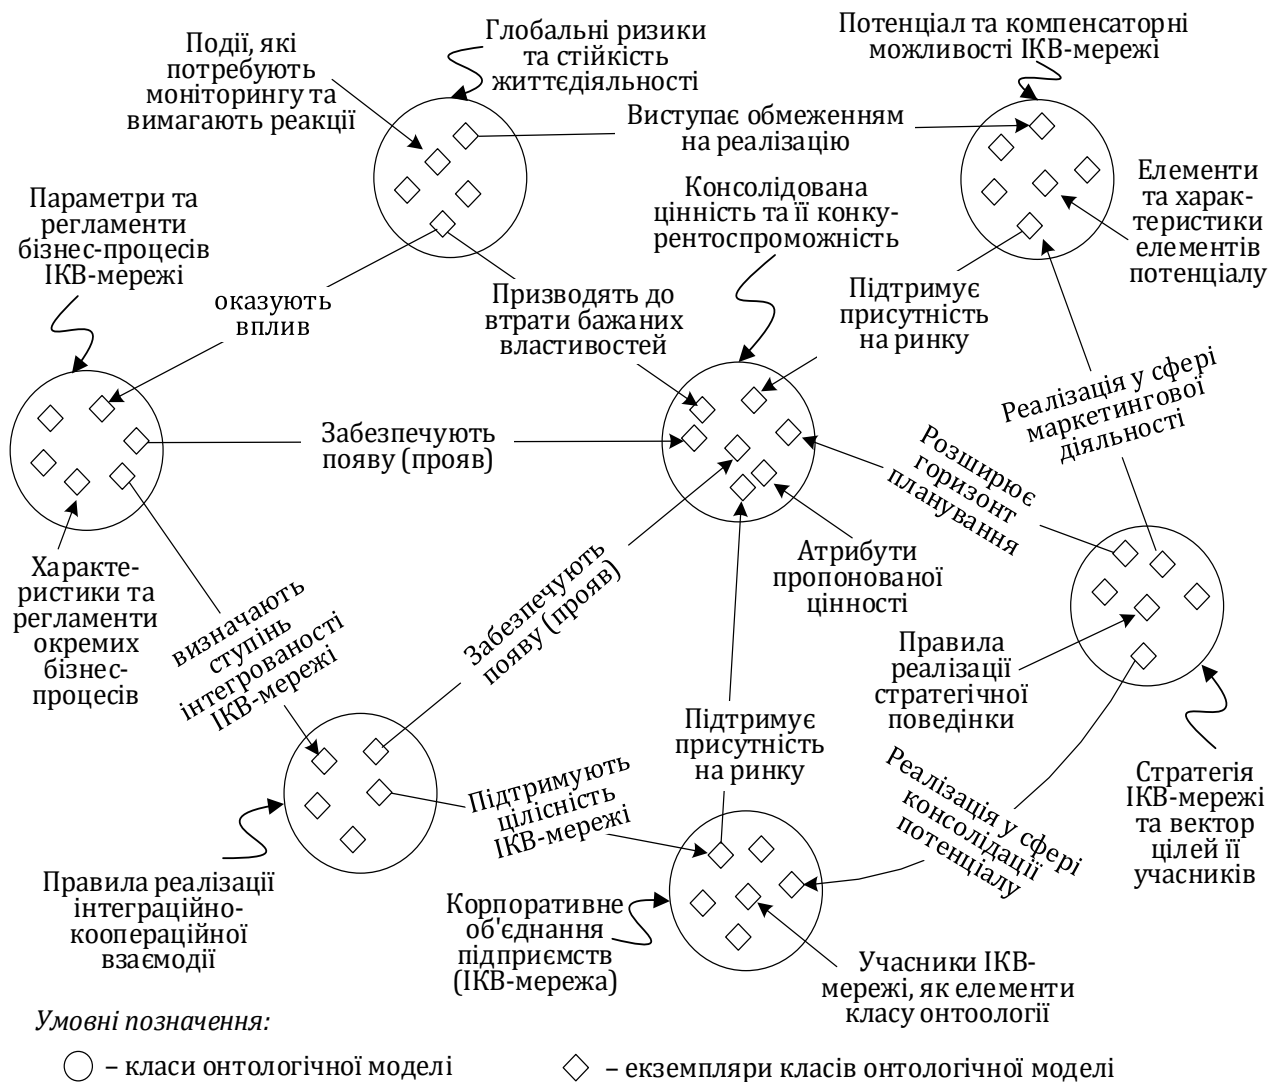 Події, які
потребують
моніторингу та
вимагають реакції
Глобальні ризики
та стійкість
життєдіяльності
Потенціал та компенсаторні
можливості ІКВ-мережі
Виступає обмеженням
на реалізацію
Елементи
та харак-
теристики
елементів
потенціалу
Параметри та
регламенти
бізнес-процесів
ІКВ-мережі
Консолідована
цінність та її конку-
рентоспроможність
оказують
вплив
Призводять до
втрати бажаних
властивостей
Підтримує
присутність
на ринку
Реалізація у сфері
маркетингової
діяльності
Забезпечують
появу (прояв)
Розширює
горизонт
планування
Характе-
ристики та
регламенти
окремих
бізнес-
процесів
визначають
ступінь
інтегрованості
ІКВ-мережі
Забезпечують
появу (прояв)
Атрибути
пропонованої
цінності
Правила
реалізації
стратегічної
поведінки
Підтримує
присутність
на ринку
Підтримують
цілісність
ІКВ-мережі
Реалізація у сфері
консолідації
потенціалу
Стратегія
ІКВ-мережі
та вектор
цілей її
учасників
Правила реалізації
інтеграційно-
коопераційної
взаємодії
Корпоративне
об'єднання
підприємств
(ІКВ-мережа)
Учасники ІКВ-
мережі, як елементи
класу онтоології
Умовні позначення:
– класи онтологічної моделі
– екземпляри класів онтологічної моделі